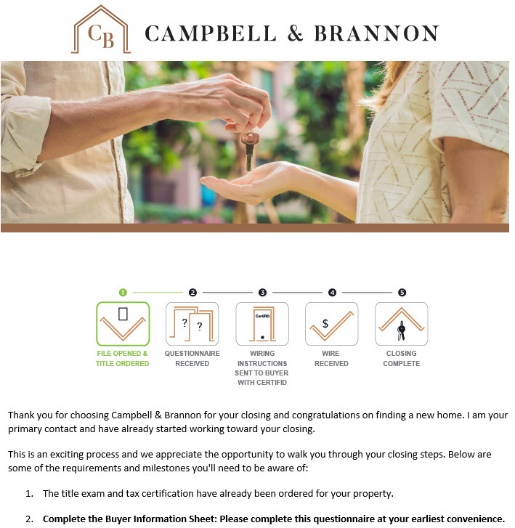 CB
CAMPBELL & BRANNON
1
2
3
4
5
?
?
CertifID
$
FILE OPENED &
TITLE ORDERED
QUESTIONNAIRE
RECEIVED
WIRING
INSTRUCTIONS
SENT TO BUYER
WITH CERTIFID
WIRE
RECEIVED
CLOSING
COMPLETE
Thank you for choosing Campbell & Brannon for your closing and congratulations on finding a new home. I am your
primary contact and have already started working toward your closing.
This is an exciting process and we appreciate the opportunity to walk you through your closing steps. Below are
some of the requirements and milestones you'll need to be aware of:
1. The title exam and tax certification have already been ordered for your property.
2. Complete the Buyer Information Sheet: Please complete this questionnaire at your earliest convenience.